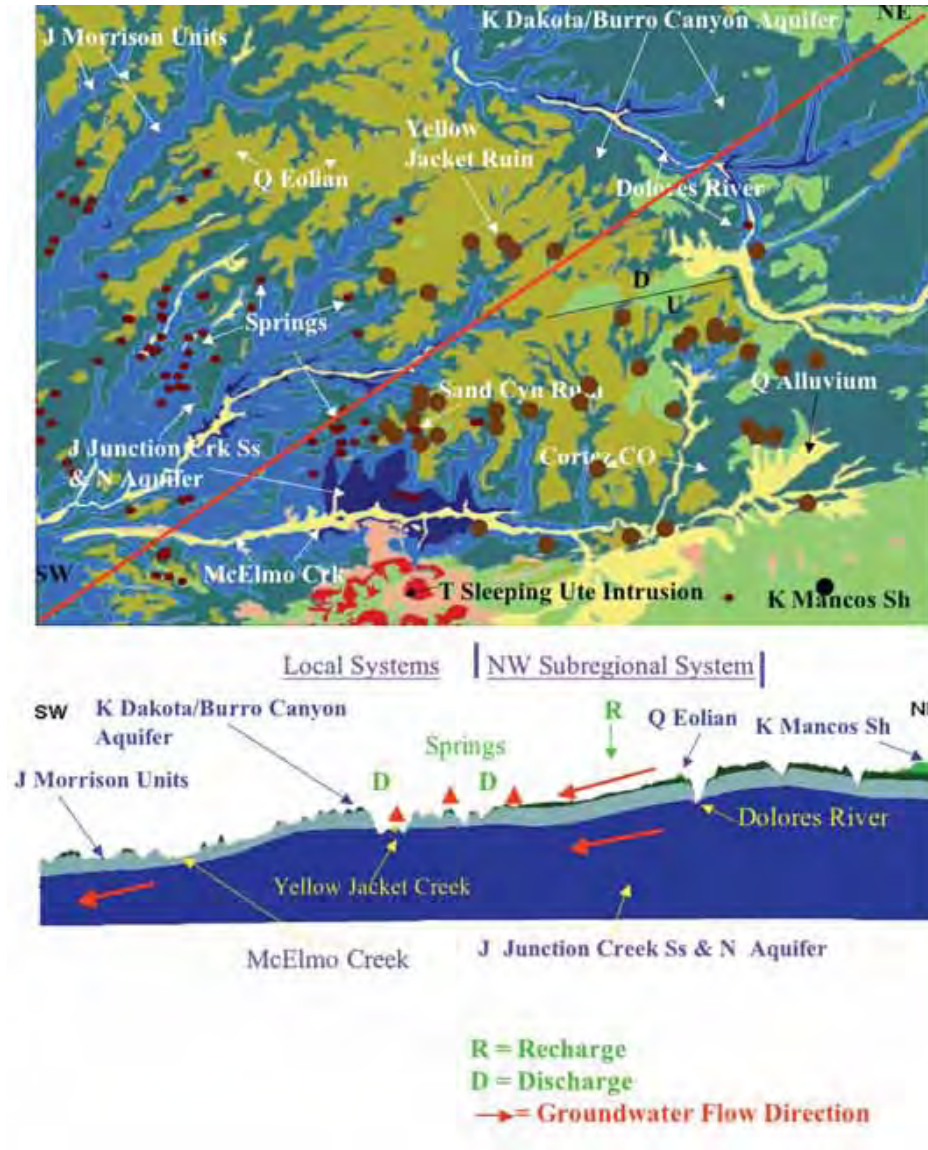 J Morrison Units
K Dakota/Burro Canyon
Aquifer
NE
Yellow
Jacket Ruin
Q Eolian
Dolores
River
D
U
Springs
Sand Cyn
Q Alluvium
J Junction Crk Ss
& N Aquifer
Cortez CO
SW
McElmo Crk
T Sleeping Ute Intrusion
K Mancos Sh
Local Systems
NW Subregional System
SW
K Dakota/Burro Canyon
Aquifer
R
Q Eolian
K Mancos Sh
Springs
J Morrison Units
D
D
Dolores River
Yellow Jacket Creek
McElmo Creek
J Junction Creek Ss & N Aquifer
R = Recharge
D = Discharge
= Groundwater Flow Direction